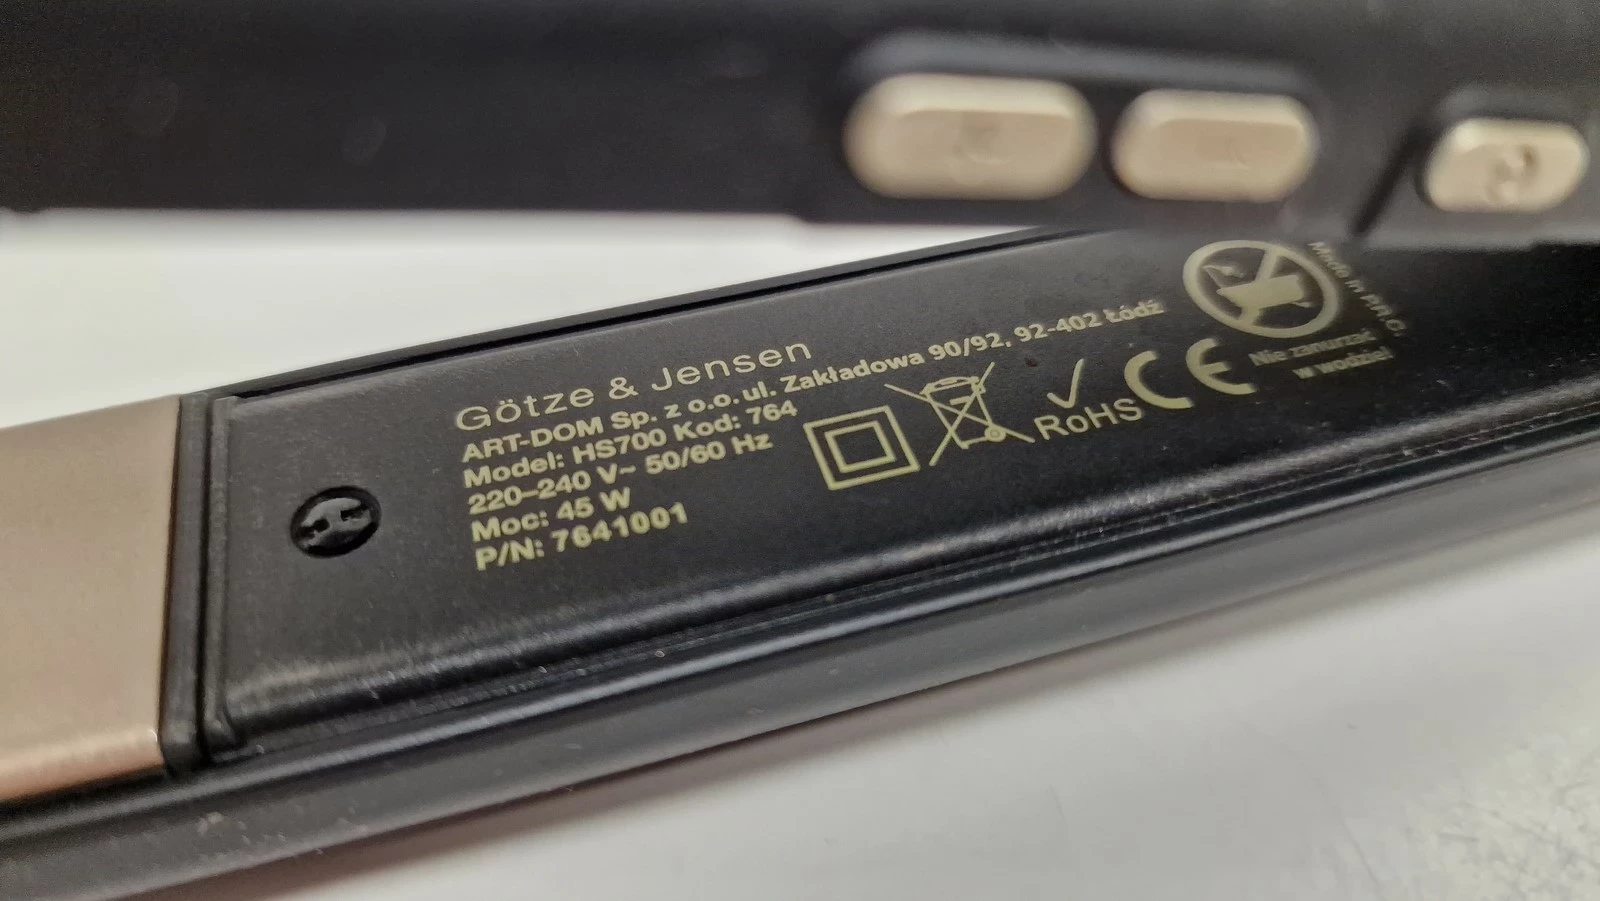 Götze & Jensen
ART-DOM Sp. z o.o. ul. Zakładowa 90/92, 92-402 Łódź
Model: HS700 Kod: 764
220–240 V~ 50/60 Hz
Moc: 45 W
P/N: 7641001
RoHS
CE
Made in P.R.C.
Nie zanurzać
w wodzie!